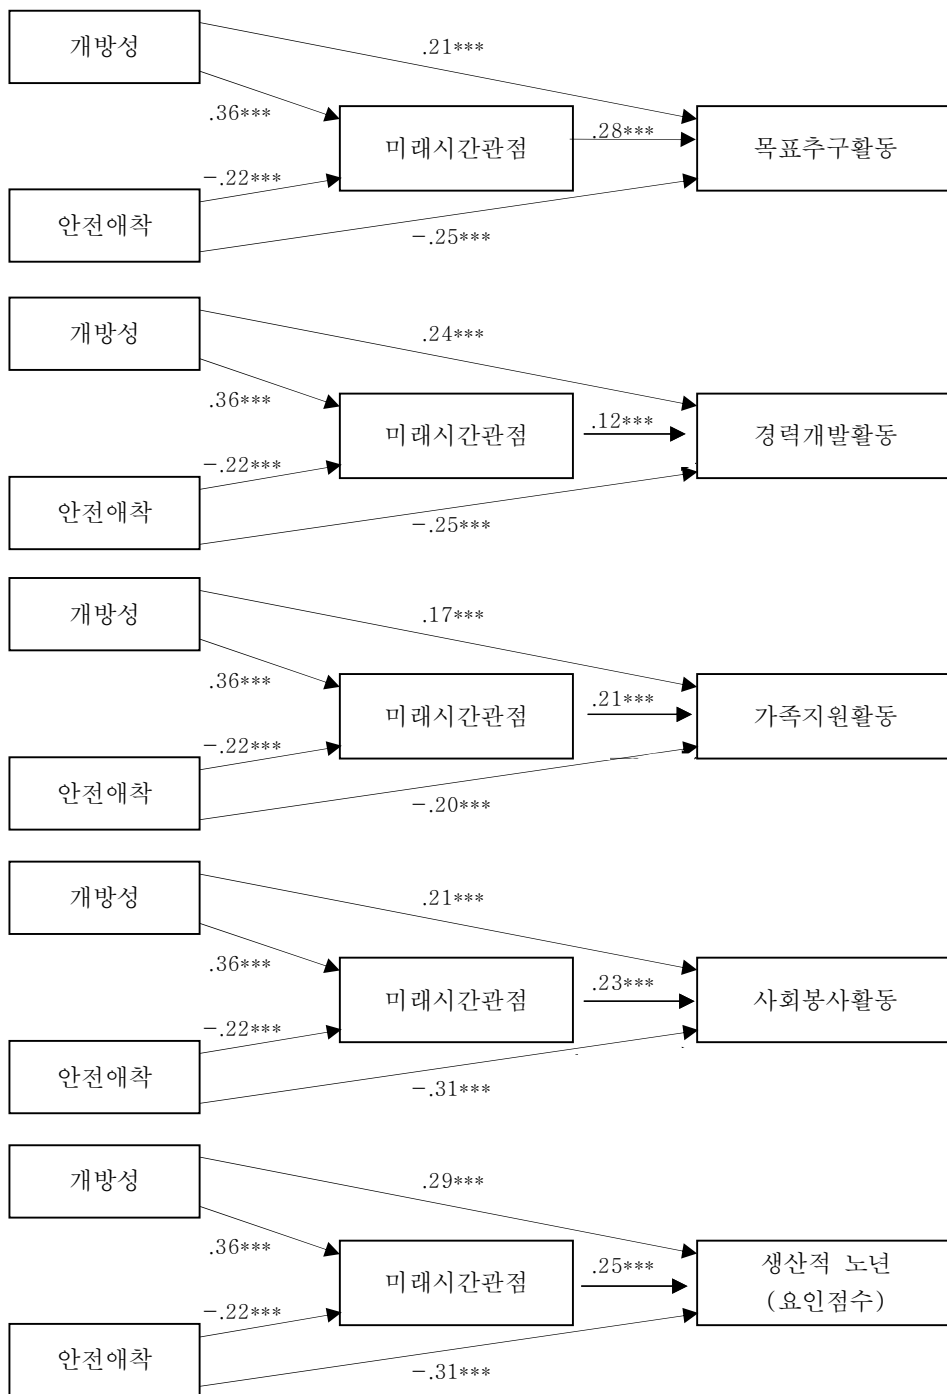 개방성
.21***
.36***
미래시간관점
.28***
목표추구활동
-.22***
안전애착
-.25***
개방성
.24***
.36***
미래시간관점
.12***
경력개발활동
-.22***
안전애착
-.25***
개방성
.17***
.36***
미래시간관점
.21***
가족지원활동
-.22***
안전애착
-.20***
개방성
.21***
.36***
미래시간관점
.23***
사회봉사활동
-.22***
안전애착
-.31***
개방성
.29***
.36***
미래시간관점
.25***
생산적 노년
(요인점수)
-.22***
안전애착
-.31***